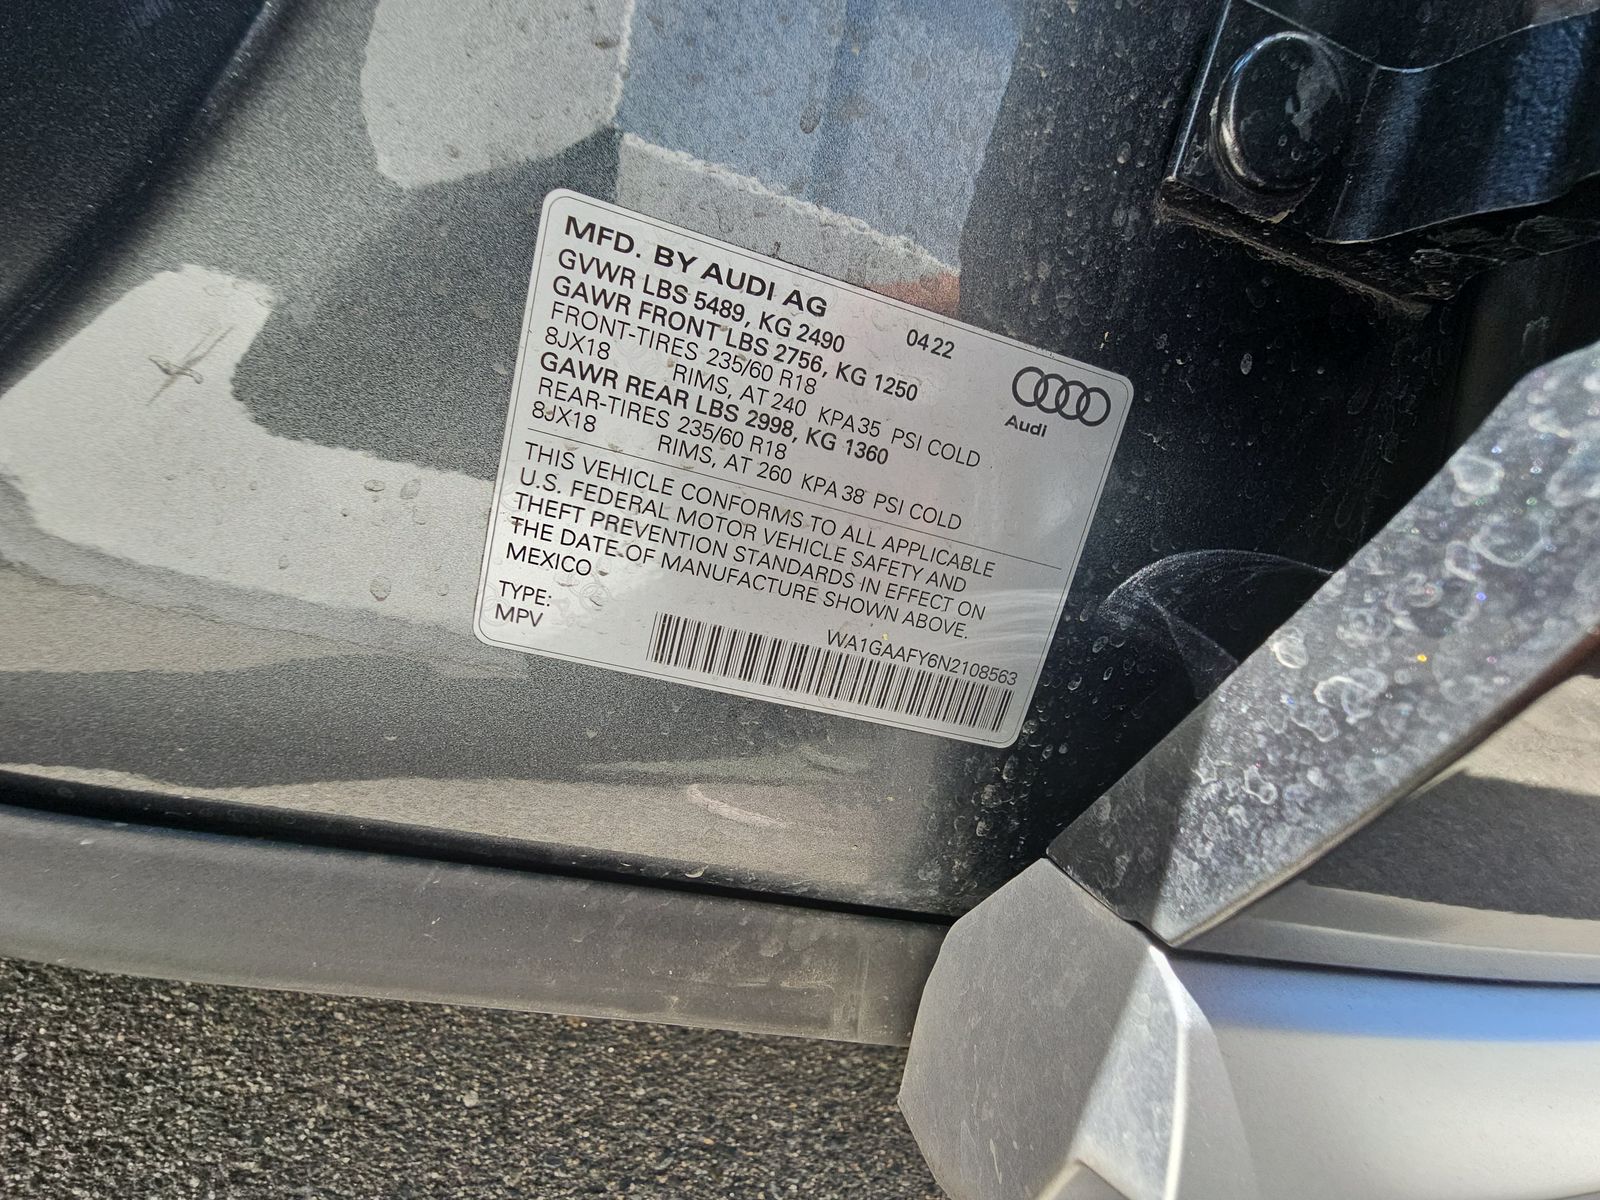 MFD. BY AUDI AG
GVWR LBS 5489, KG 2490 04 22
GAWR FRONT LBS 2756, KG 1250
FRONT-TIRES 235/60 R18
8JX18 RIMS, AT 240 KPA 35 PSI COLD
GAWR REAR LBS 2998, KG 1360
REAR-TIRES 235/60 R18
8JX18 RIMS, AT 260 KPA 38 PSI COLD
Audi
THIS VEHICLE CONFORMS TO ALL APPLICABLE
U.S. FEDERAL MOTOR VEHICLE SAFETY AND
THEFT PREVENTION STANDARDS IN EFFECT ON
THE DATE OF MANUFACTURE SHOWN ABOVE.
MEXICO
TYPE:
MPV
WA1GAAFY6N2108563